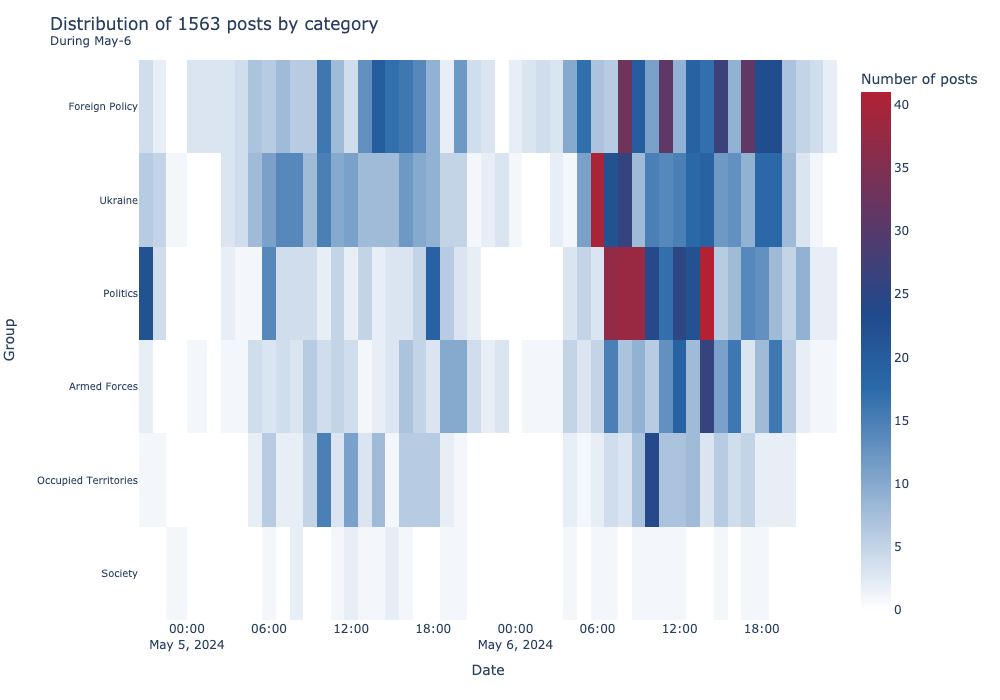 Distribution of 1563 posts by category
During May-6
Number of posts
40
35
30
25
20
15
10
5
0
Group
Foreign Policy
Ukraine
Politics
Armed Forces
Occupied Territories
Society
00:00 06:00 12:00 18:00 00:00 06:00 12:00 18:00
May 5, 2024 May 6, 2024
Date